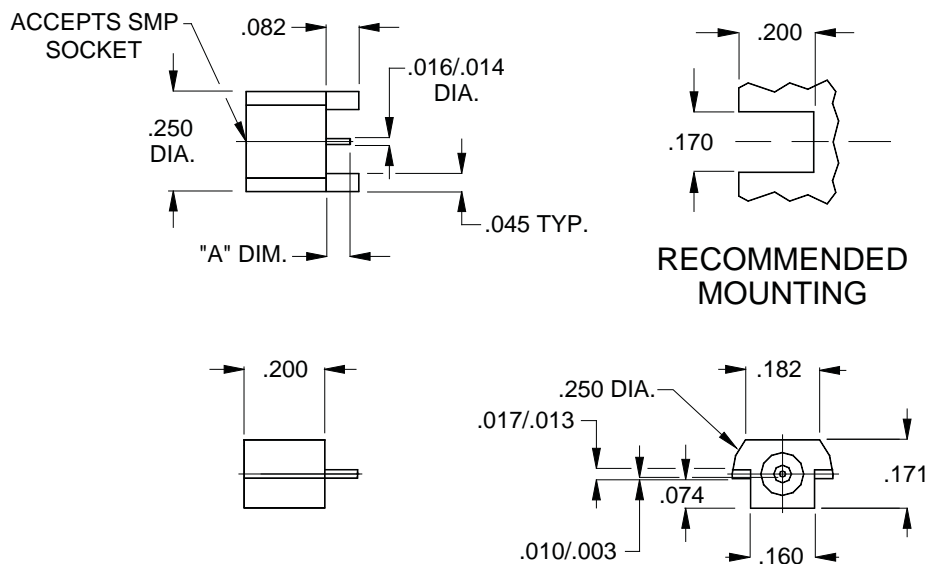 ACCEPTS SMP
SOCKET
.082
.016/.014
DIA.
.250
DIA.
.045 TYP.
"A" DIM.
.200
.170
RECOMMENDED
MOUNTING
.200
.250 DIA.
.182
.017/.013
.074
.171
.010/.003
.160